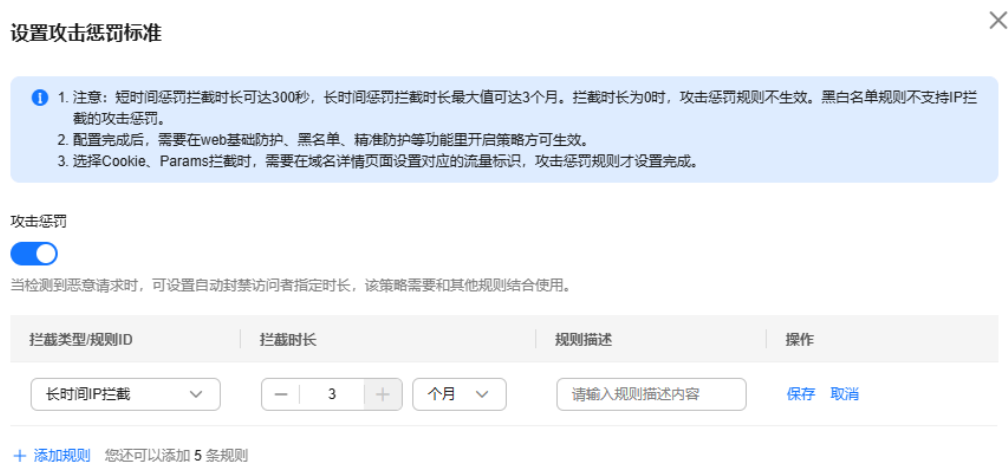 设置攻击惩罚标准
1. 注意：短时间惩罚拦截时长可达300秒，长时间惩罚拦截时长最大值可达3个月。拦截时长为0时，攻击惩罚规则不生效。黑白名单规则不支持IP拦
截的攻击惩罚。
2. 配置完成后，需要在web基础防护、黑名单、精准防护等功能里开启策略方可生效。
3. 选择Cookie、Params拦截时，需要在域名详情页面设置对应的流量标识，攻击惩罚规则才设置完成。
攻击惩罚
当检测到恶意请求时，可设置自动封禁访问者指定时长，该策略需要和其他规则结合使用。
拦截类型/规则ID 拦截时长 规则描述 操作
长时间IP拦截 3 个月 请输入规则描述内容 保存 取消
添加规则 您还可以添加 5 条规则